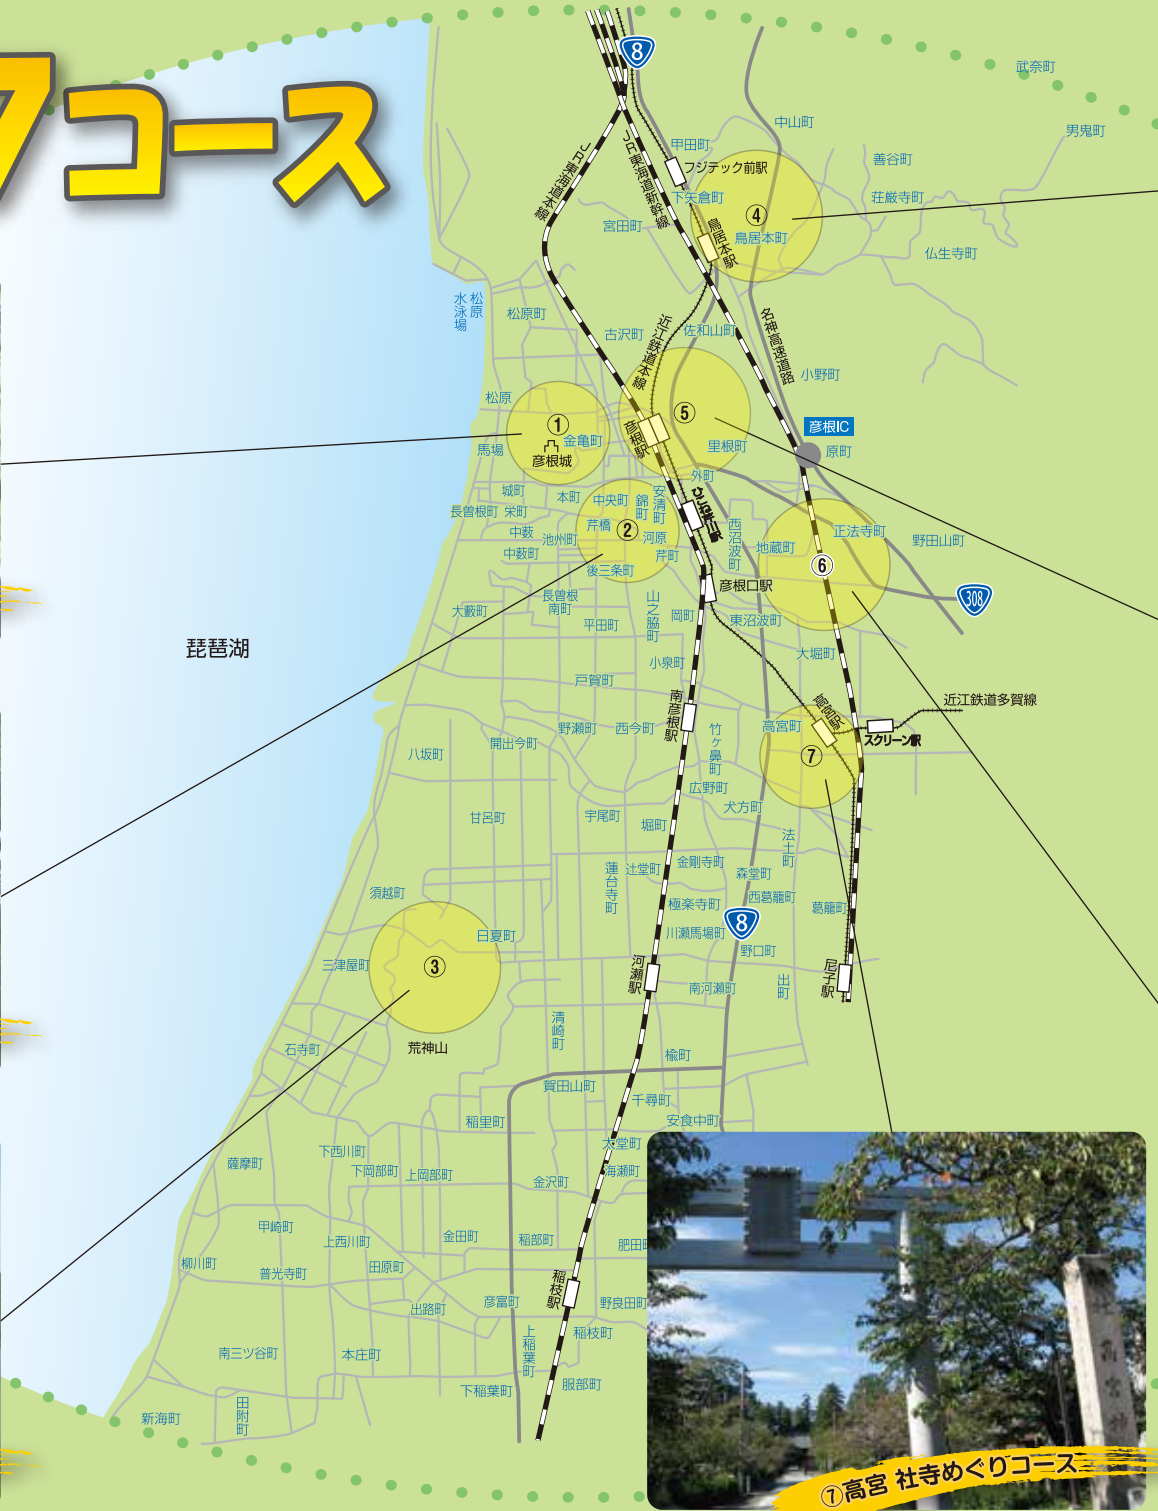 7コース
8
武奈町
中山町
男鬼町
甲田町
善谷町
フジテック前駅
JR東海道本線
JR東海道新幹線
下矢倉町
荘厳寺町
④
宮田町
鳥居本駅
鳥居本町
仏生寺町
松原水泳場
松原町
近江鉄道本線
古沢町
佐和山町
名神高速道路
小野町
松原
①
⑤
彦根IC
金亀町
彦根駅
里根町
原町
馬場
彦根城
外町
城町
本町
中央町
錦町
安清町
ひこね芹川駅
長曽根町
栄町
芹橋
②
河原
西沼波町
地蔵町
正法寺町
野田山町
中薮
池州町
中薮町
芹町
⑥
後三条町
彦根口駅
308
大藪町
長曽根南町
山之脇町
岡町
東沼波町
平田町
琵琶湖
小泉町
大堀町
戸賀町
南彦根駅
高宮駅
近江鉄道多賀線
野瀬町
西今町
竹ヶ鼻町
高宮町
スクリーン駅
開出今町
八坂町
⑦
広野町
甘呂町
宇尾町
犬方町
堀町
法士町
蓮台寺町
辻堂町
金剛寺町
森堂町
須越町
極楽寺町
西葛籠町
葛籠町
8
日夏町
川瀬馬場町
野口町
三津屋町
③
河瀬駅
尼子駅
南河瀬町
出町
清崎町
荒神山
石寺町
楡町
賀田山町
千尋町
稲里町
安食中町
太堂町
下西川町
薩摩町
下岡部町
上岡部町
海瀬町
金沢町
甲崎町
上西川町
金田町
稲部町
肥田町
柳川町
普光寺町
田原町
稲枝駅
出路町
彦富町
野良田町
上稲葉町
稲枝町
南三ツ谷町
本庄町
下稲葉町
服部町
新海町
田附町
⑦高宮 社寺めぐりコース